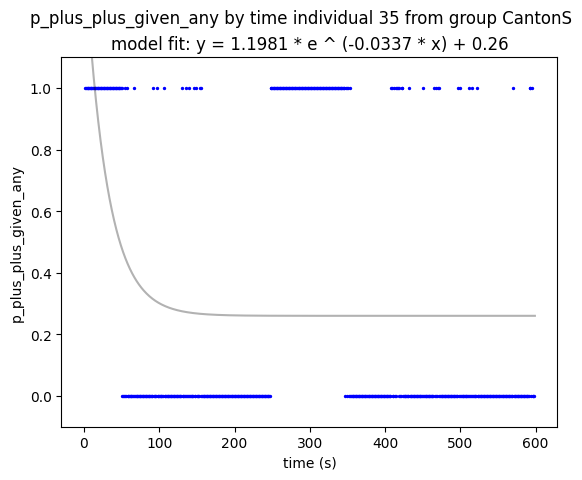 p_plus_plus_given_any by time individual 35 from group CantonS
model fit: y = 1.1981 * e ^ (-0.0337 * x) + 0.26
1.0
0.8
0.6
0.4
0.2
0.0
p_plus_plus_given_any
0 100 200 300 400 500 600
time (s)